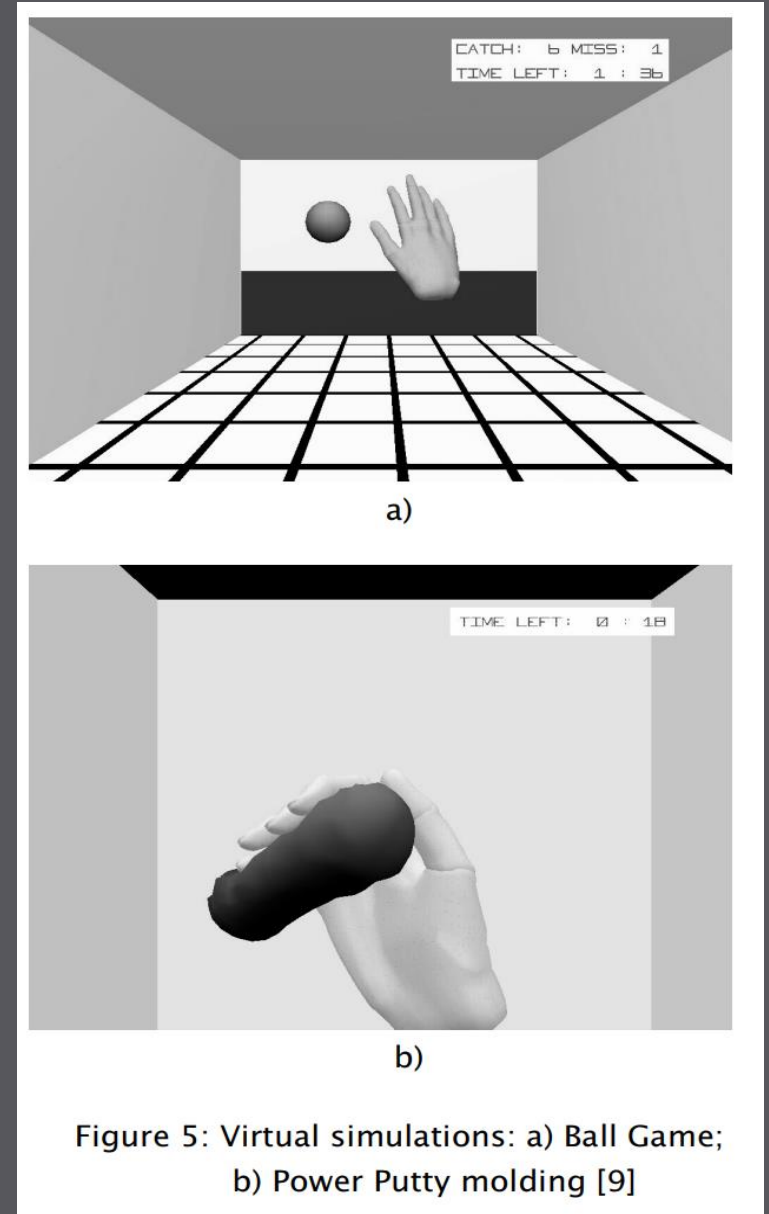 CATCH: 6 MISS: 1
TIME LEFT: 1 : 36
a)
TIME LEFT: 0 : 18
b)
Figure 5: Virtual simulations: a) Ball Game;
b) Power Putty molding [9]